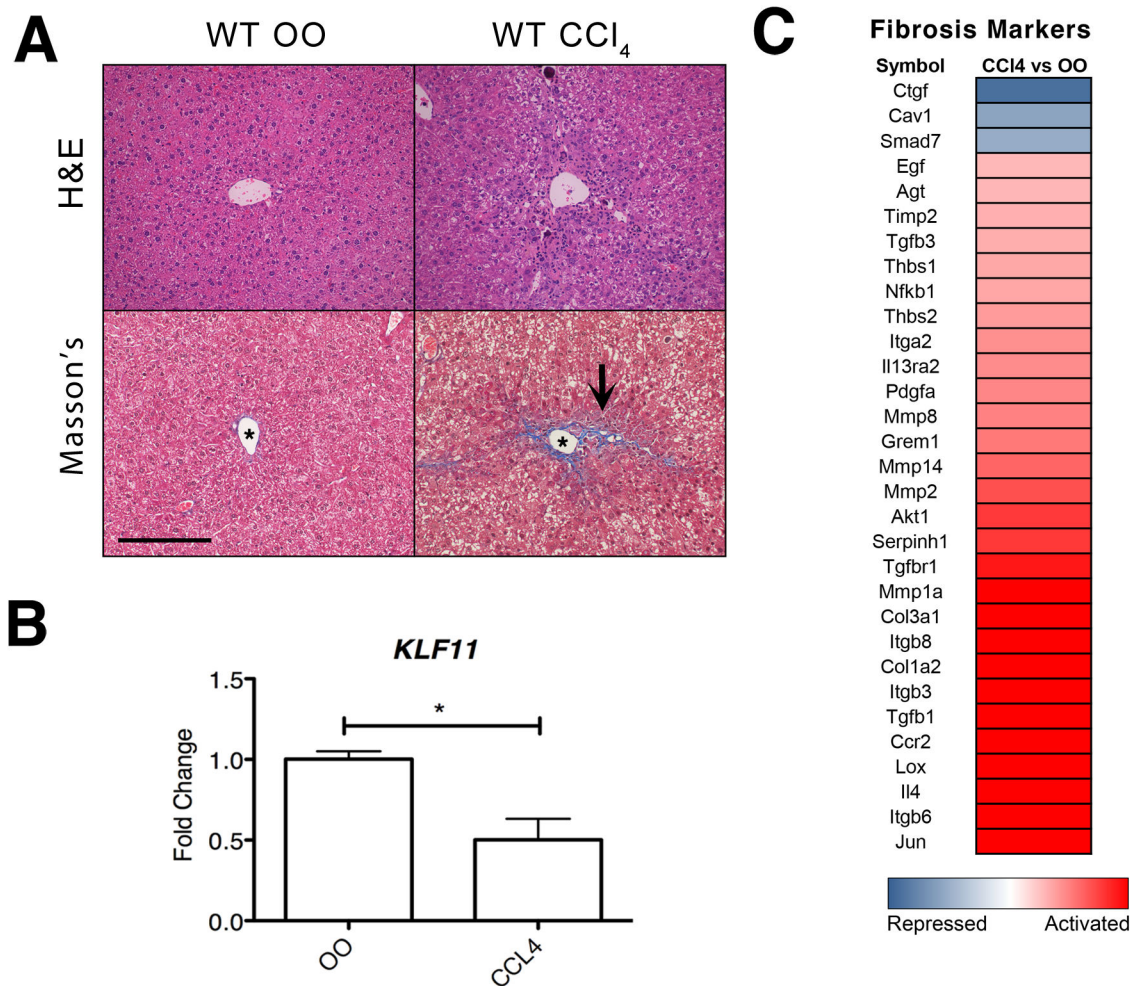 A
WT OO
WT CCl4
H&E
Masson's
*
*
B
KLF11
*
Fold Change
1.5
1.0
0.5
0.0
OO
CCL4
C
Fibrosis Markers
Symbol
CCl4 vs OO
Ctgf
Cav1
Smad7
Egf
Agt
Timp2
Tgfb3
Thbs1
Nfkb1
Thbs2
Itga2
Il13ra2
Pdgfa
Mmp8
Grem1
Mmp14
Mmp2
Akt1
Serpinh1
Tgfbr1
Mmp1a
Col3a1
Itgb8
Col1a2
Itgb3
Tgfb1
Ccr2
Lox
Il4
Itgb6
Jun
Repressed
Activated